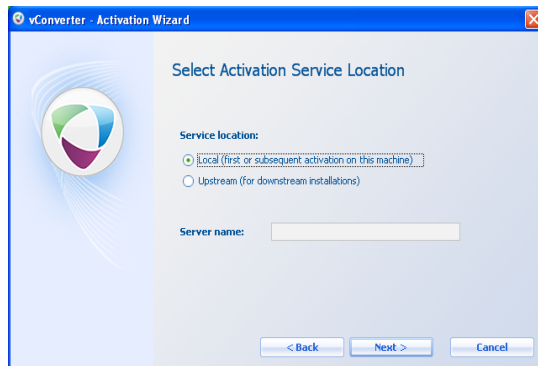 vConverter - Activation Wizard
Select Activation Service Location
Service location:
Local (first or subsequent activation on this machine)
Upstream (for downstream installations)
Server name:
< Back
Next >
Cancel